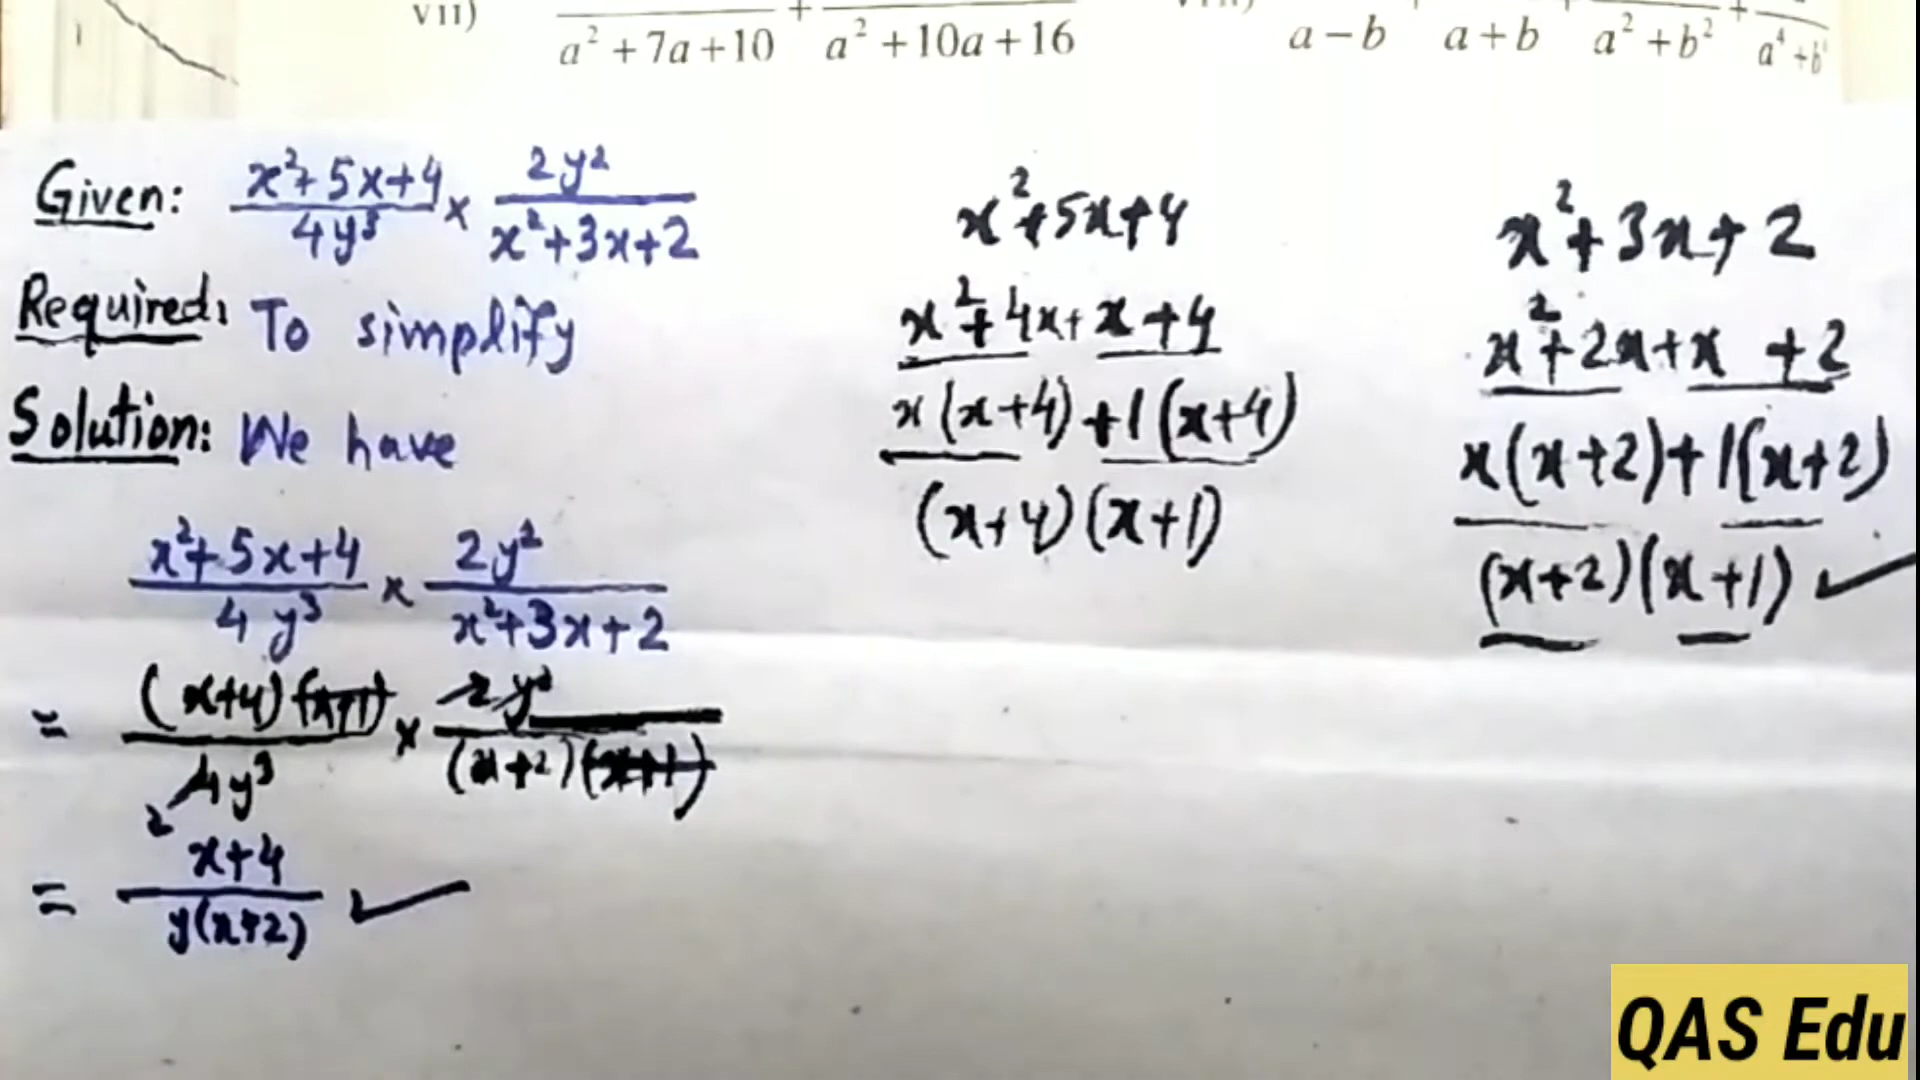 vii) a² + 7a + 10 + a² + 10a + 16
a − b a + b a² + b² + a⁴ + b
Given: x²+5x+4 / 4y³ × 2y² / x²+3x+2
Required: To simplify
Solution: We have
x²+5x+4 / 4y³ × 2y² / x²+3x+2
= (x+4)(x+1) / 4y³ × 2y² / (x+2)(x+1)
2
= x+4 / y(x+2) ✓
x²+5x+4
x²+4x+x+4
x(x+4)+1(x+4)
(x+4)(x+1)
x²+3x+2
x²+2x+x+2
x(x+2)+1(x+2)
(x+2)(x+1) ✓
QAS Edu